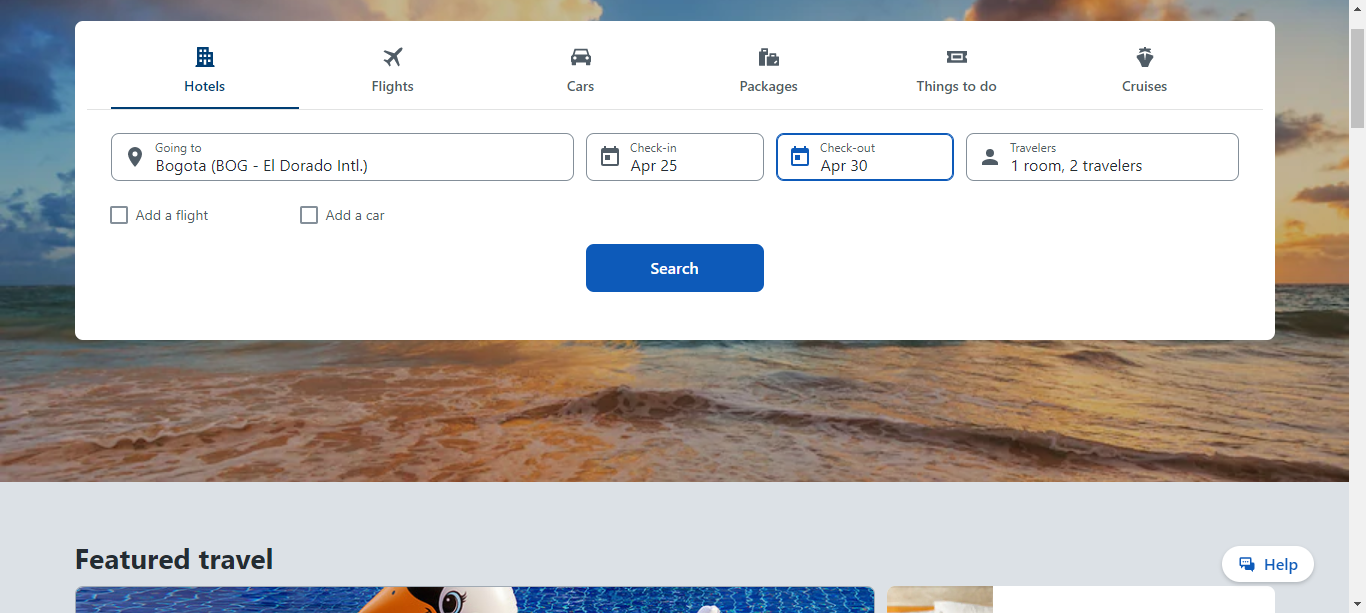 Hotels
Flights
Cars
Packages
Things to do
Cruises
Going to
Bogota (BOG - El Dorado Intl.)
Check-in
Apr 25
Check-out
Apr 30
Travelers
1 room, 2 travelers
Add a flight
Add a car
Search
Featured travel
Help